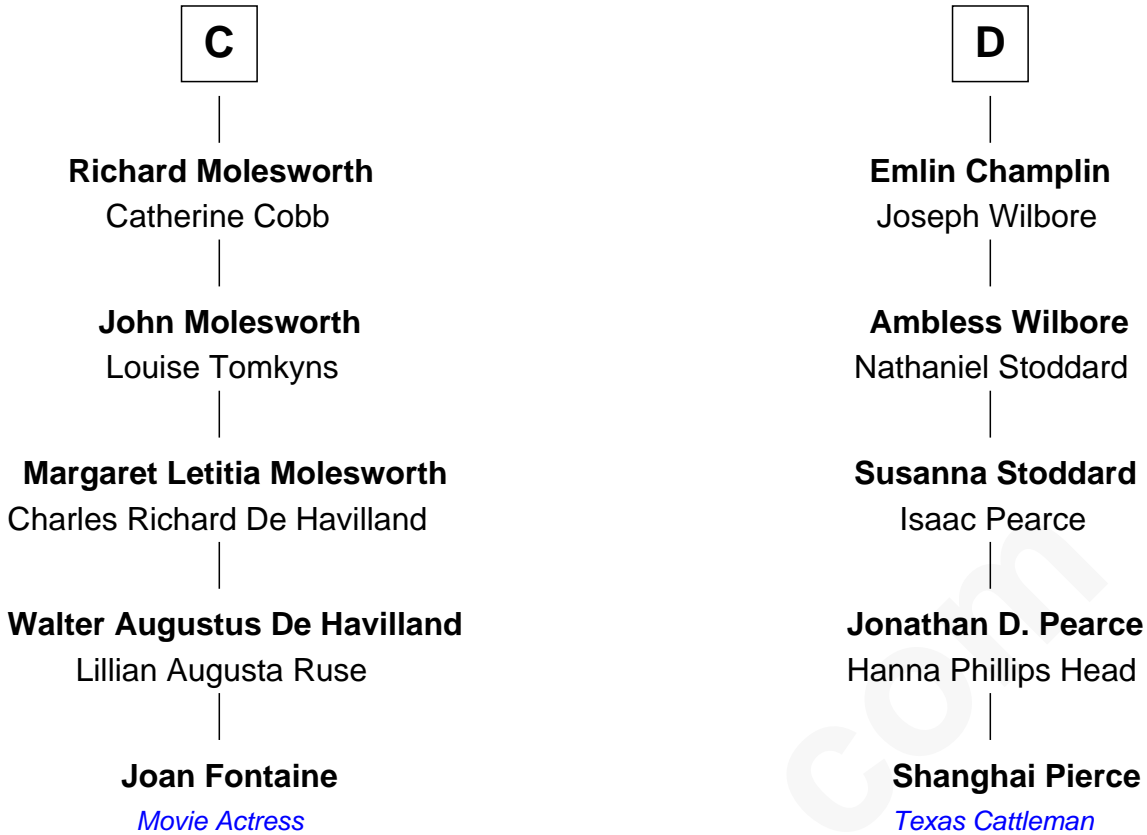 C
Richard Molesworth
Catherine Cobb
John Molesworth
Louise Tomkyns
Margaret Letitia Molesworth
Charles Richard De Havilland
Walter Augustus De Havilland
Lillian Augusta Ruse
Joan Fontaine
Movie Actress
D
Emlin Champlin
Joseph Wilbore
Ambless Wilbore
Nathaniel Stoddard
Susanna Stoddard
Isaac Pearce
Jonathan D. Pearce
Hanna Phillips Head
Shanghai Pierce
Texas Cattleman
com